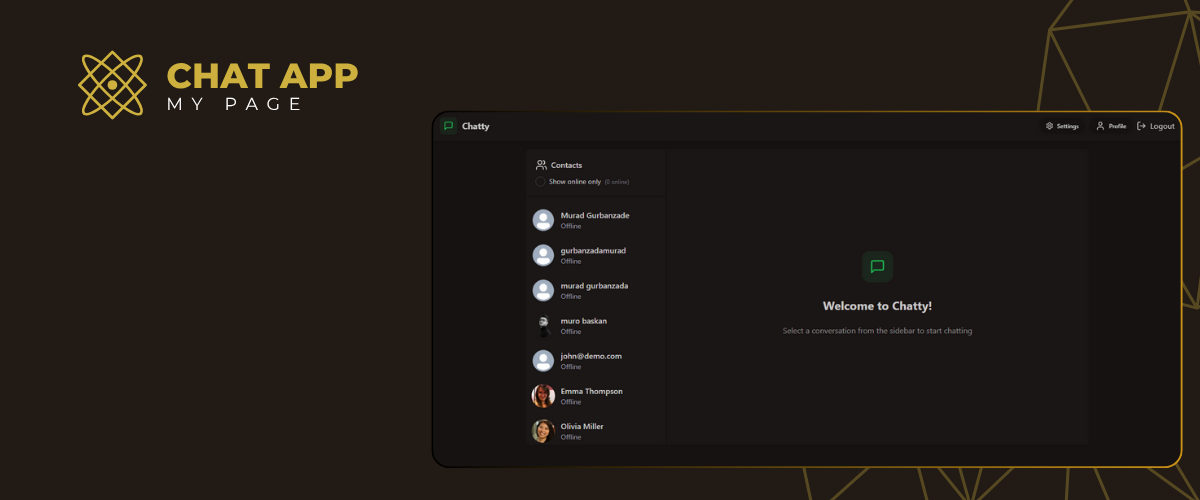 CHAT APP
MY PAGE
Chatty
Settings
Profile
Logout
Contacts
Show online only (0 online)
Murad Gurbanzade
Offline
gurbanzadamurad
Offline
murad gurbanzada
Offline
muro baskan
Offline
john@demo.com
Offline
Emma Thompson
Offline
Olivia Miller
Offline
Welcome to Chatty!
Select a conversation from the sidebar to start chatting